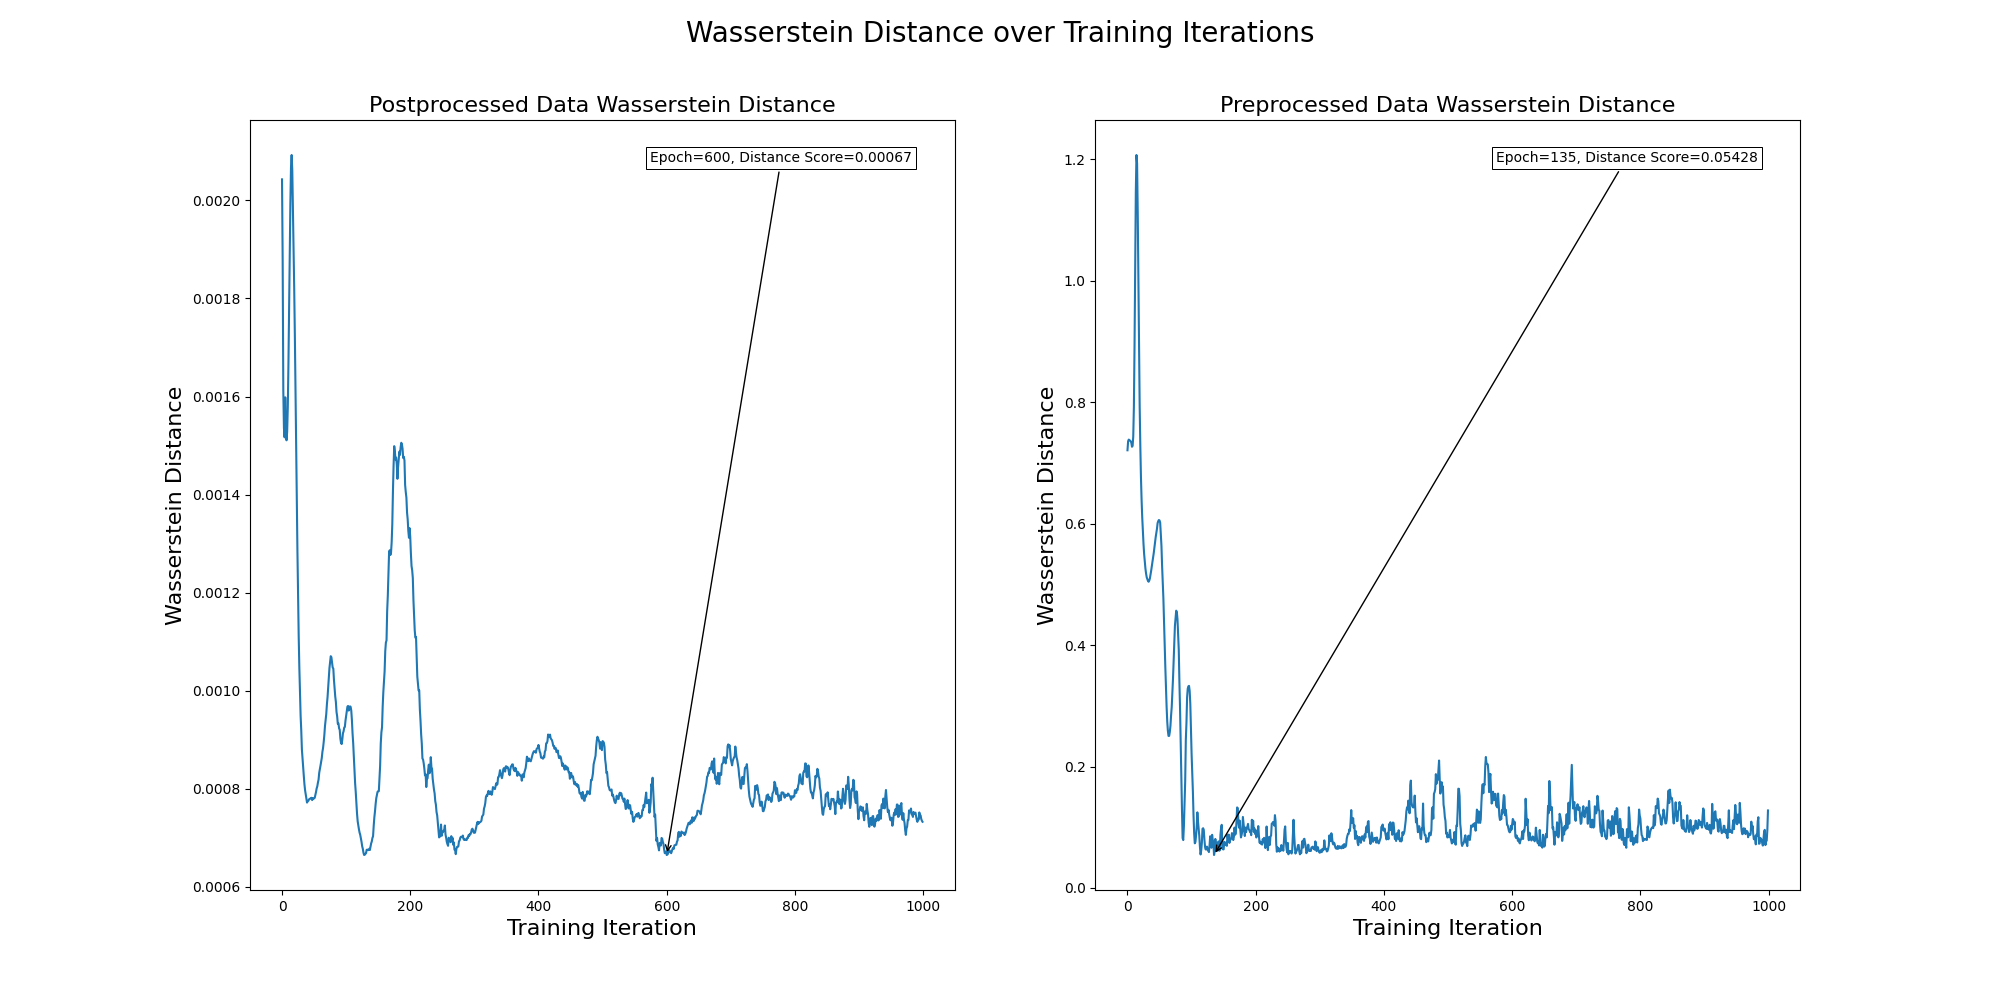 Wasserstein Distance over Training Iterations
Postprocessed Data Wasserstein Distance
Epoch=600, Distance Score=0.00067
Wasserstein Distance
0.0020
0.0018
0.0016
0.0014
0.0012
0.0010
0.0008
0.0006
0 200 400 600 800 1000
Training Iteration
Preprocessed Data Wasserstein Distance
Epoch=135, Distance Score=0.05428
Wasserstein Distance
1.2
1.0
0.8
0.6
0.4
0.2
0.0
0 200 400 600 800 1000
Training Iteration